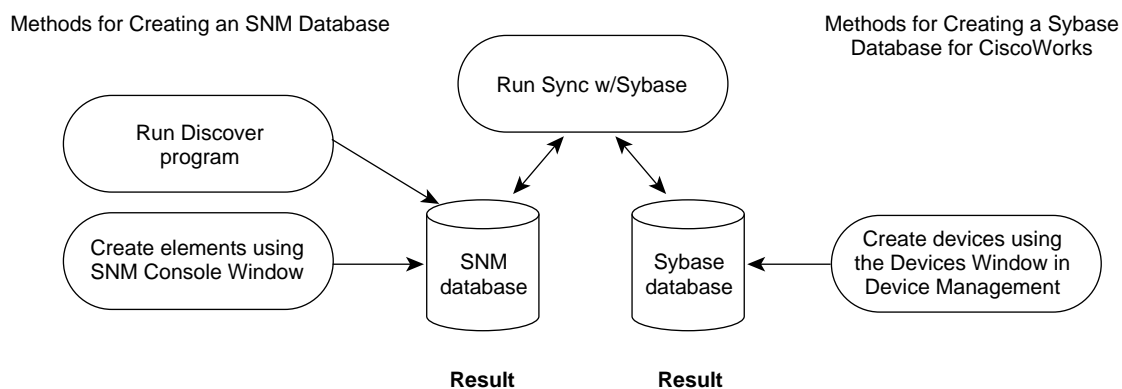 Methods for Creating an SNM Database
Methods for Creating a Sybase
Database for CiscoWorks
Run Sync w/Sybase
Run Discover
program
Create elements using
SNM Console Window
SNM
database
Sybase
database
Create devices using
the Devices Window in
Device Management
Result
Result